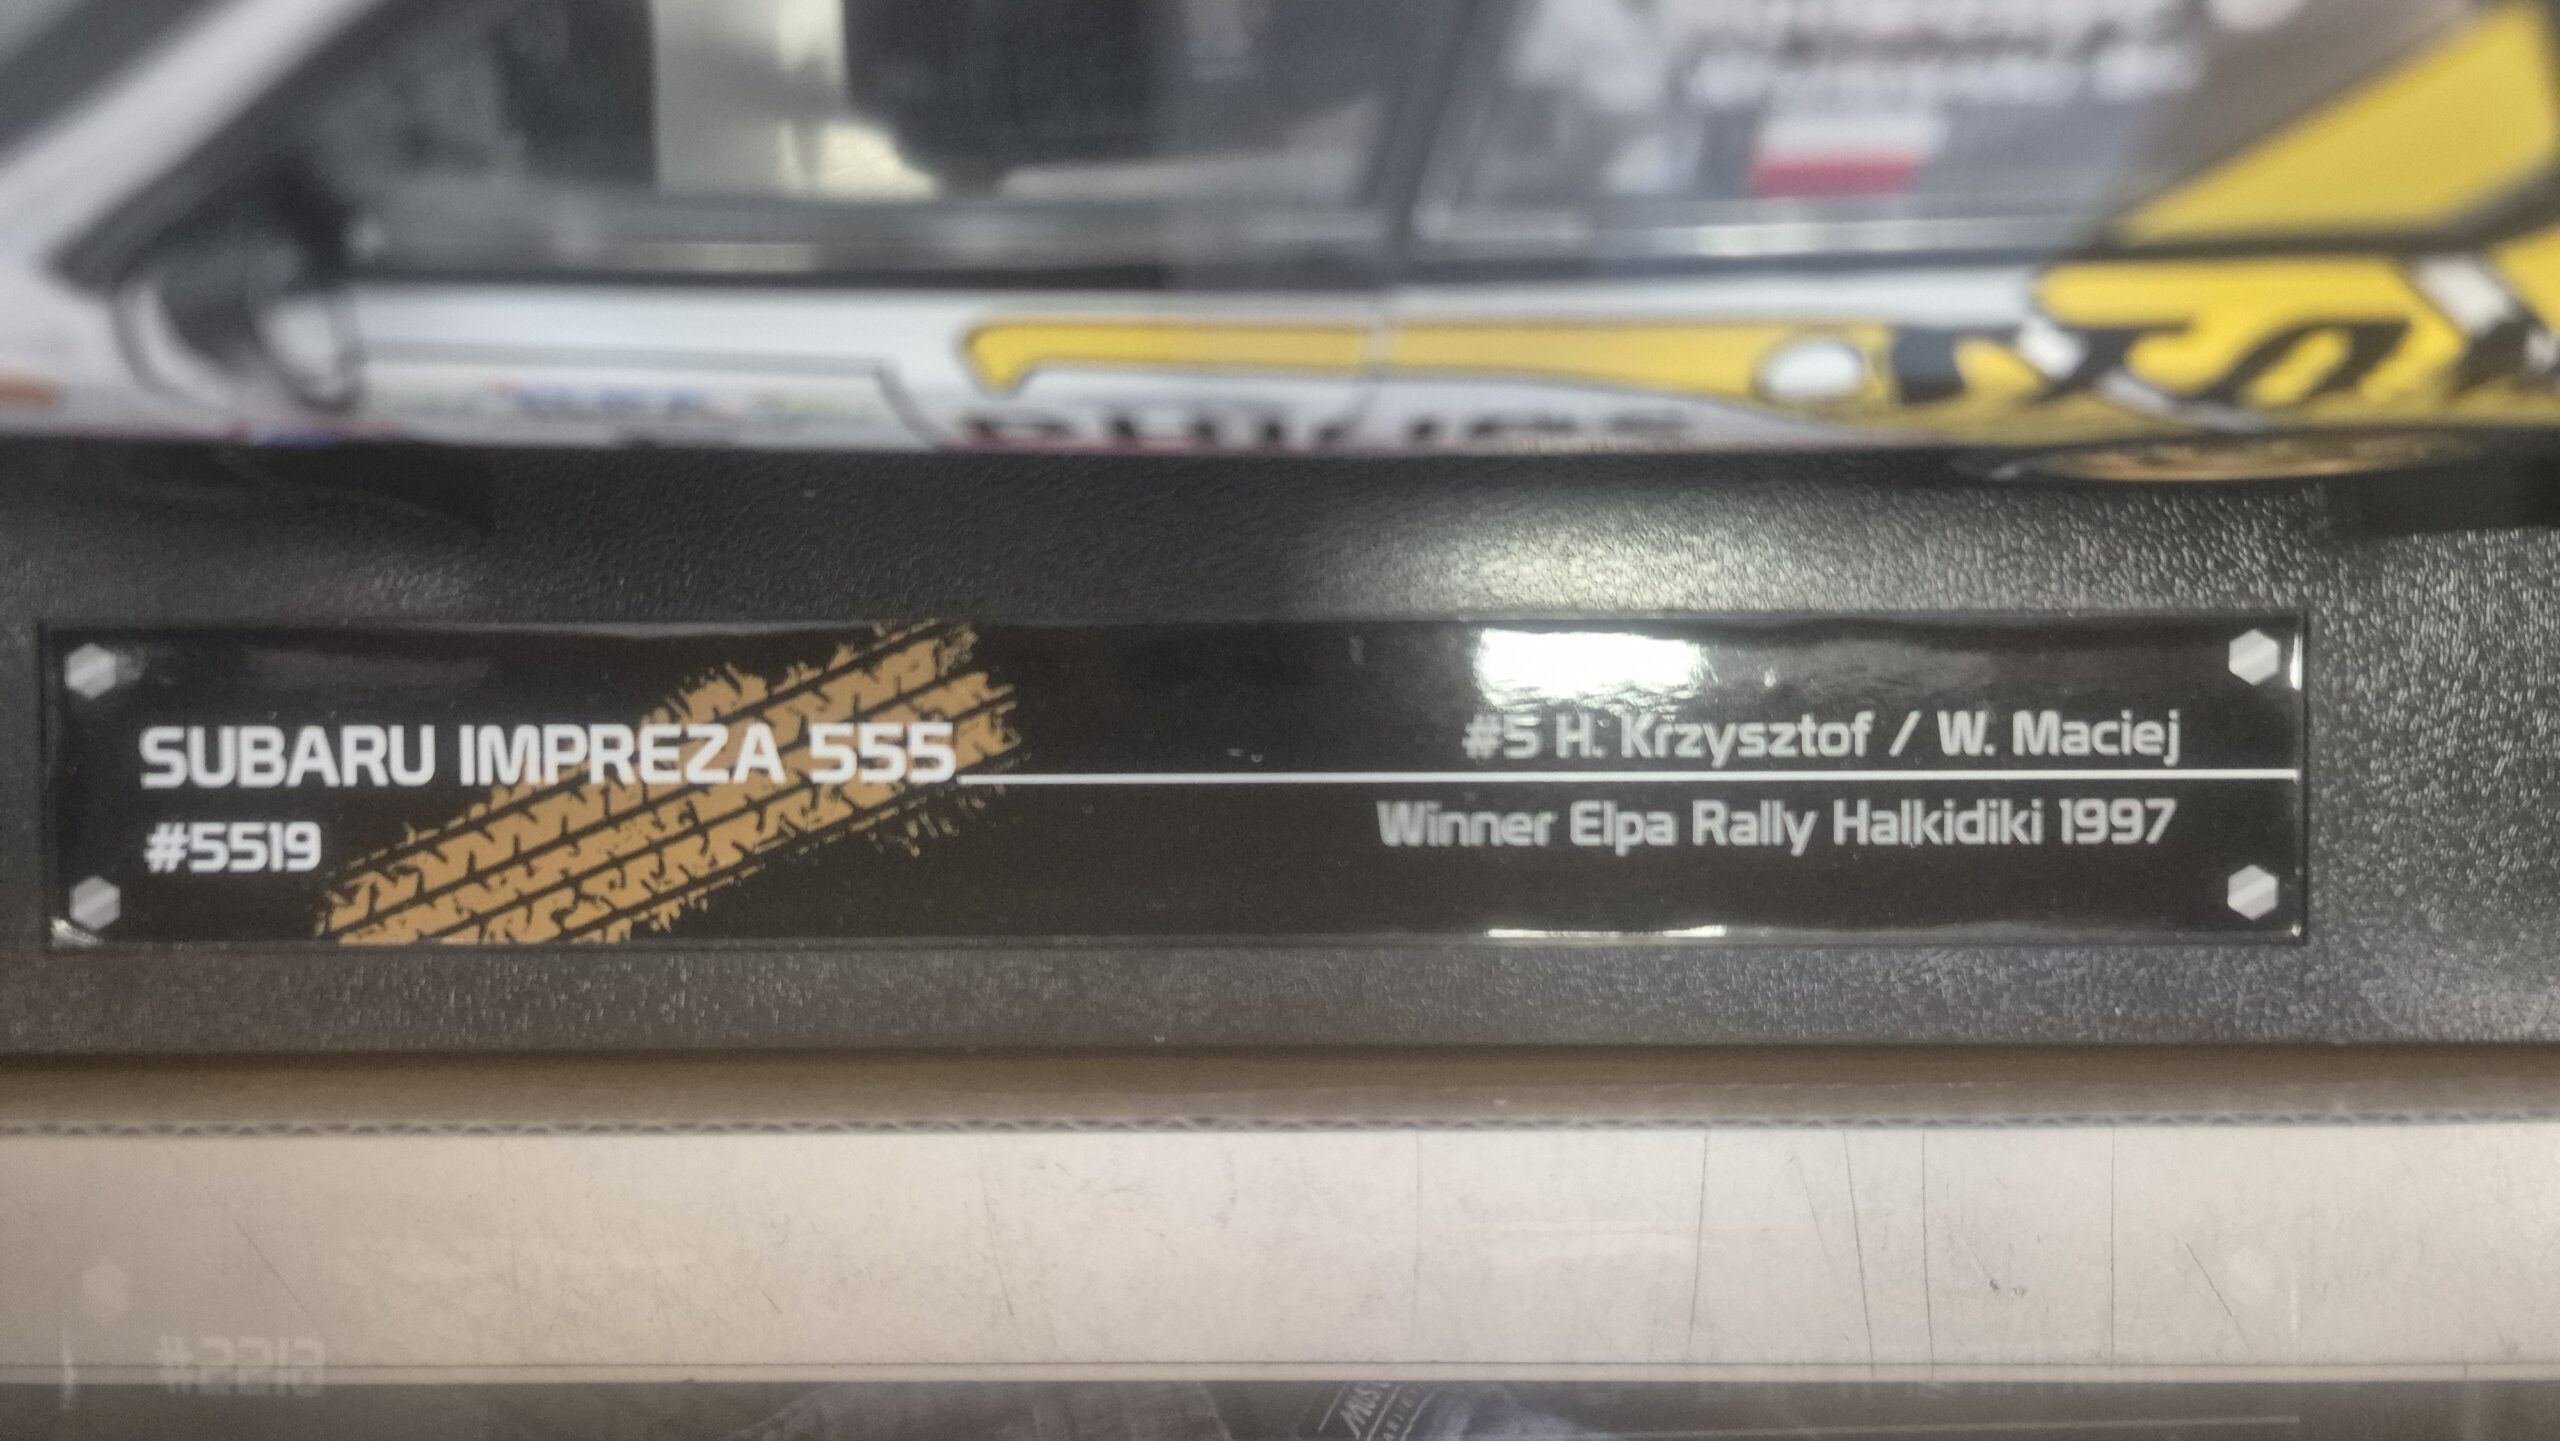 SUBARU IMPREZA 555
#5519
#5 H. Krzysztof / W. Maciej
Winner Elpa Rally Halkidiki 1997